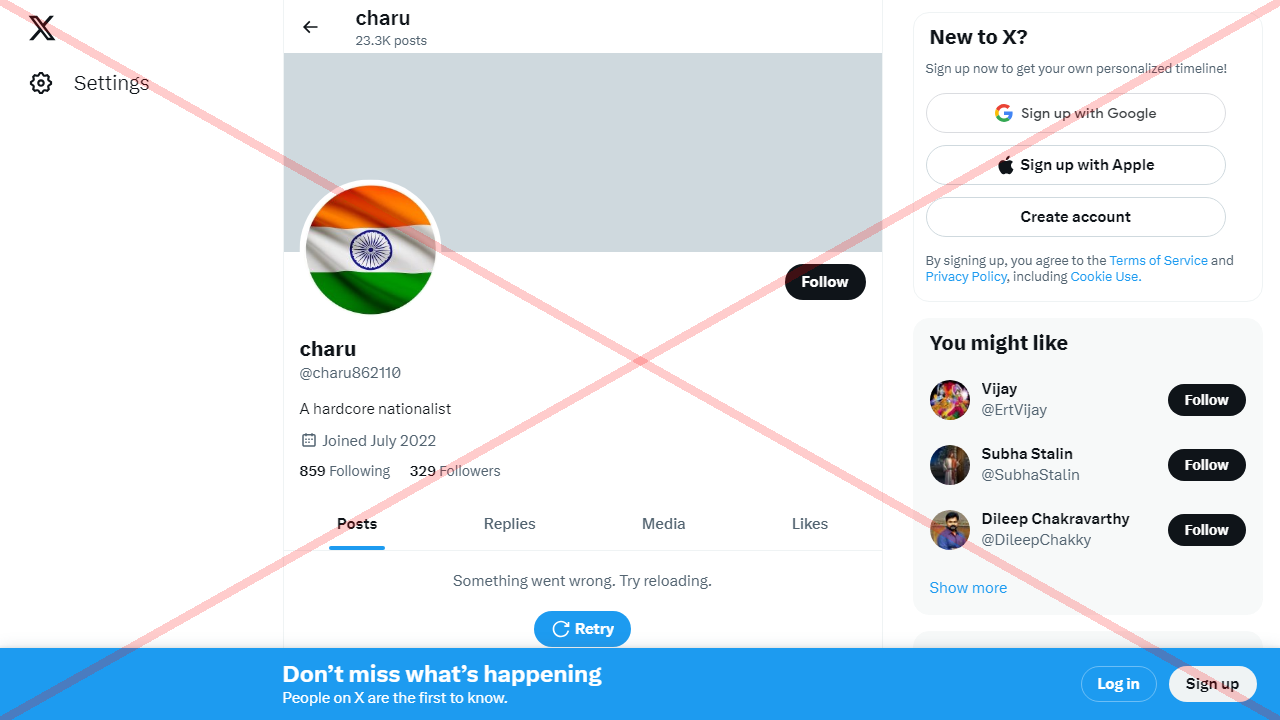 Settings
charu
23.3K posts
Follow
charu
@charu862110
A hardcore nationalist
Joined July 2022
859 Following 329 Followers
Posts Replies Media Likes
Something went wrong. Try reloading.
Retry
New to X?
Sign up now to get your own personalized timeline!
Sign up with Google
Sign up with Apple
Create account
By signing up, you agree to the Terms of Service and
Privacy Policy, including Cookie Use.
You might like
Vijay
@ErtVijay
Follow
Subha Stalin
@SubhaStalin
Follow
Dileep Chakravarthy
@DileepChakky
Follow
Show more
Don’t miss what’s happening
People on X are the first to know.
Log in
Sign up